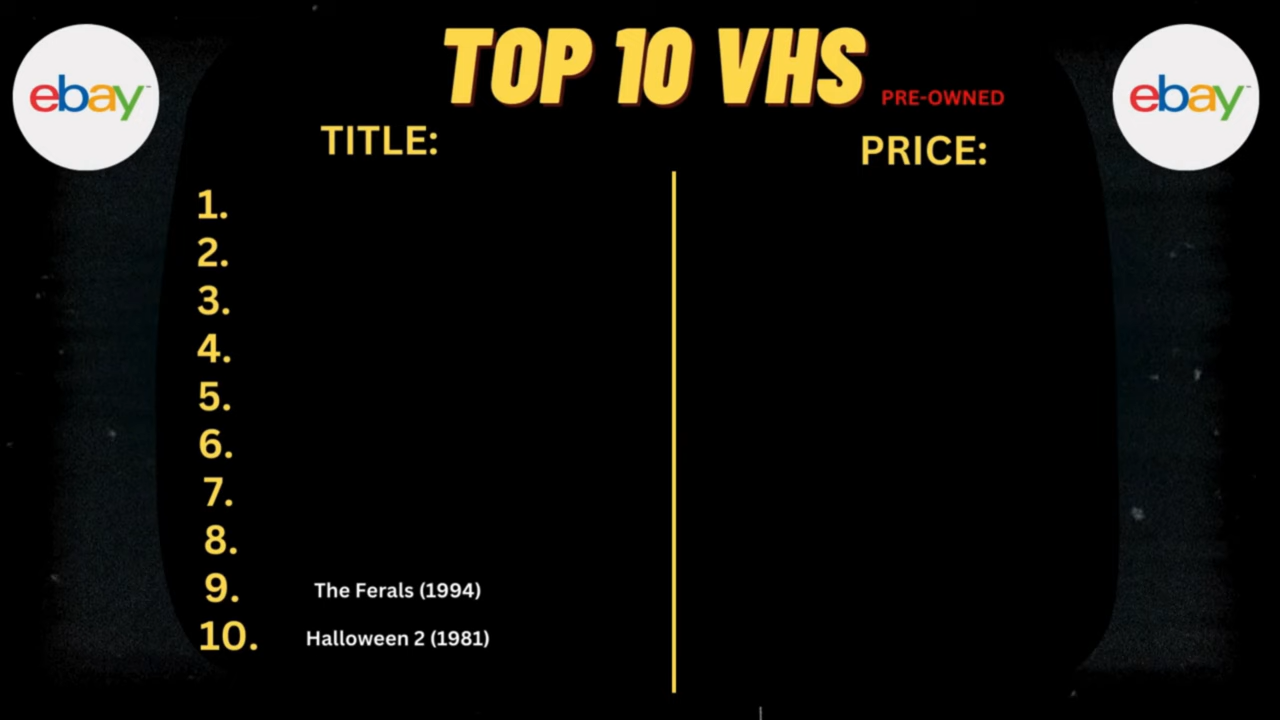 ebay
TOP 10 VHS PRE-OWNED
ebay
TITLE: PRICE:
1.
2.
3.
4.
5.
6.
7.
8.
9. The Ferals (1994)
10. Halloween 2 (1981)